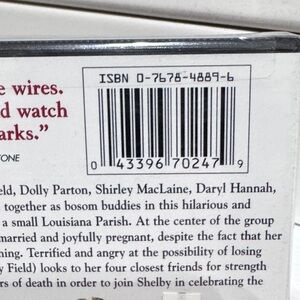 ISBN 0-7678-4889-6
e wires.
d watch
arks."
TONE
0 43396 70247 9
eld, Dolly Parton, Shirley MacLaine, Daryl Hannah,
together as bosom buddies in this hilarious and
a small Louisiana Parish. At the center of the group
married and joyfully pregnant, despite the fact that her
ning. Terrified and angry at the possibility of losing
y Field) looks to her four closest friends for strength
rs of death in order to join Shelby in celebrating the